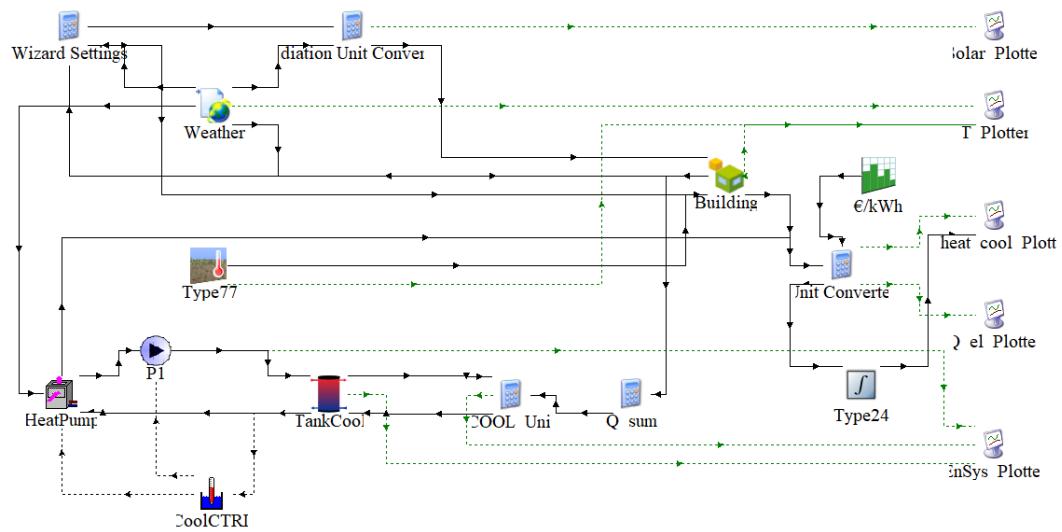 Wizard Settings
diation Unit Conver
Solar Plotte
Weather
T Plotter
Building
€/kWh
heat cool Plott
Type77
Unit Converte
Q el Plotte
P1
HeatPump
TankCool
COOL Uni
Q sum
Type24
EnSys Plotte
CoolCTRL